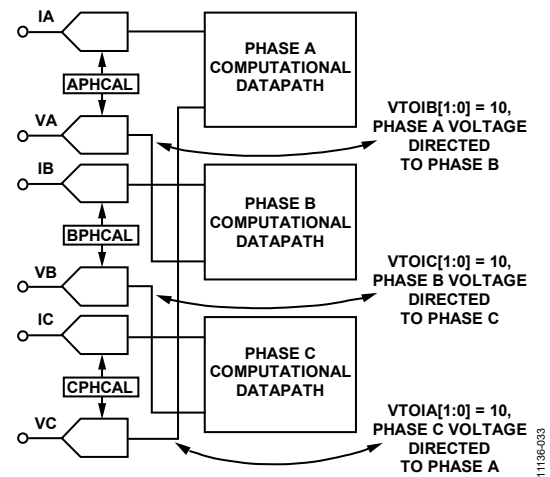 IA
PHASE A
COMPUTATIONAL
DATAPATH
APHCAL
VTOIB[1:0] = 10,
PHASE A VOLTAGE
DIRECTED
TO PHASE B
VA
IB
PHASE B
COMPUTATIONAL
DATAPATH
BPHCAL
VTOIC[1:0] = 10,
PHASE B VOLTAGE
DIRECTED
TO PHASE C
VB
IC
PHASE C
COMPUTATIONAL
DATAPATH
CPHCAL
VTOIA[1:0] = 10,
PHASE C VOLTAGE
DIRECTED
TO PHASE A
VC
11136-033